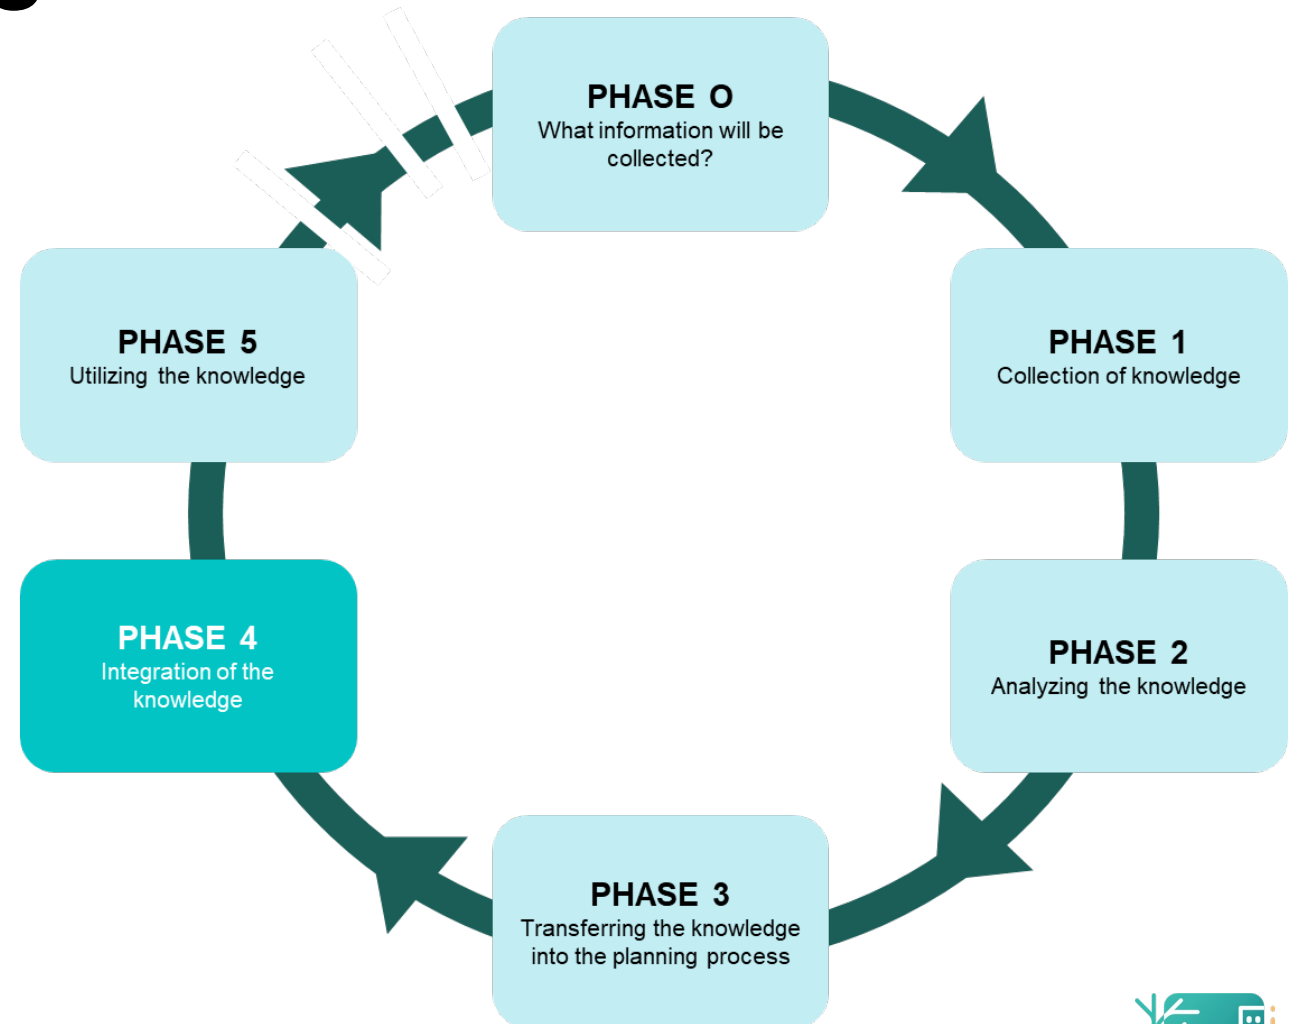 PHASE O
What information will be
collected?
PHASE 1
Collection of knowledge
PHASE 2
Analyzing the knowledge
PHASE 3
Transferring the knowledge
into the planning process
PHASE 4
Integration of the
knowledge
PHASE 5
Utilizing the knowledge